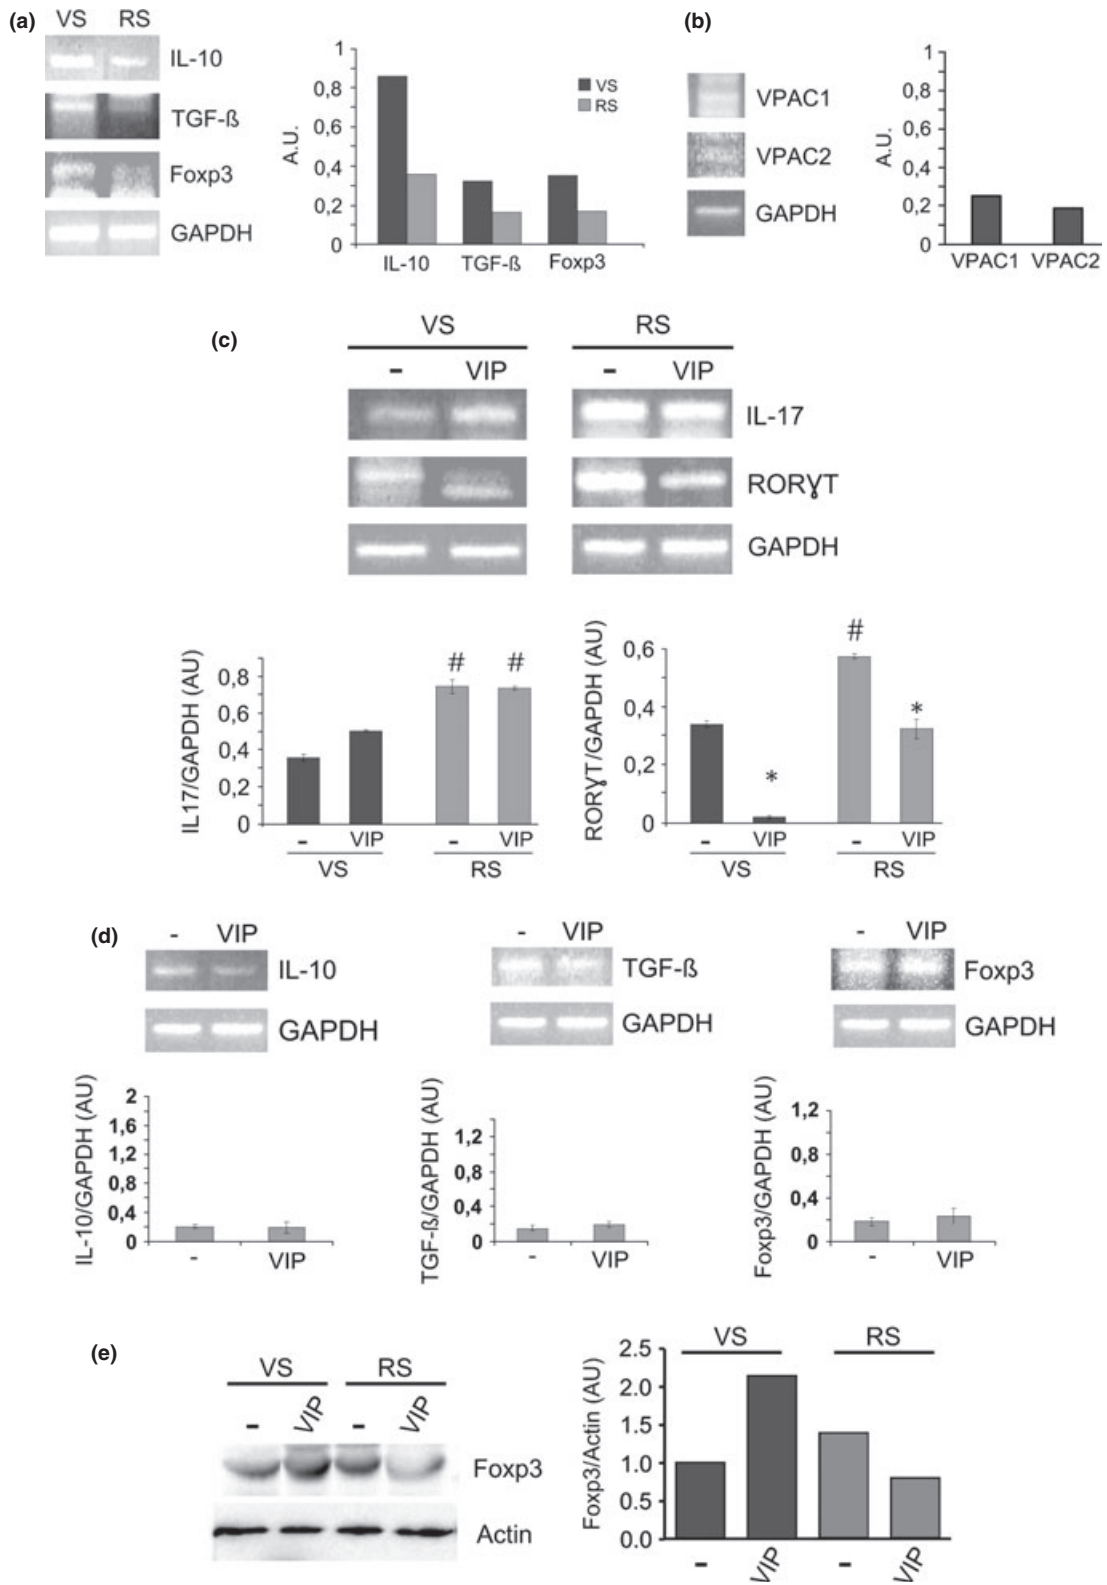 (a)
VS RS
IL-10
TGF-ß
Foxp3
GAPDH
A.U.
1
0,8
0,6
0,4
0,2
0
VS
RS
IL-10 TGF-ß Foxp3
(b)
VPAC1
VPAC2
GAPDH
A.U.
1
0,8
0,6
0,4
0,2
0
VPAC1 VPAC2
(c)
VS RS
- VIP - VIP
IL-17
RORɣT
GAPDH
IL17/GAPDH (AU)
0,8
0,6
0,4
0,2
0
# #
- VIP - VIP
VS RS
RORɣT/GAPDH (AU)
0,6
0,4
0,2
0
* # *
- VIP - VIP
VS RS
(d)
- VIP
IL-10
GAPDH
- VIP
TGF-ß
GAPDH
- VIP
Foxp3
GAPDH
IL-10/GAPDH (AU)
2
1,6
1,2
0,8
0,4
0
- VIP
TGF-ß/GAPDH (AU)
1,2
0,8
0,4
0
- VIP
Foxp3/GAPDH (AU)
1,2
0,8
0,4
0
- VIP
(e)
VS RS
- VIP - VIP
Foxp3
Actin
Foxp3/Actin (AU)
2.5
2.0
1.5
1.0
0.5
0.0
VS RS
- VIP - VIP